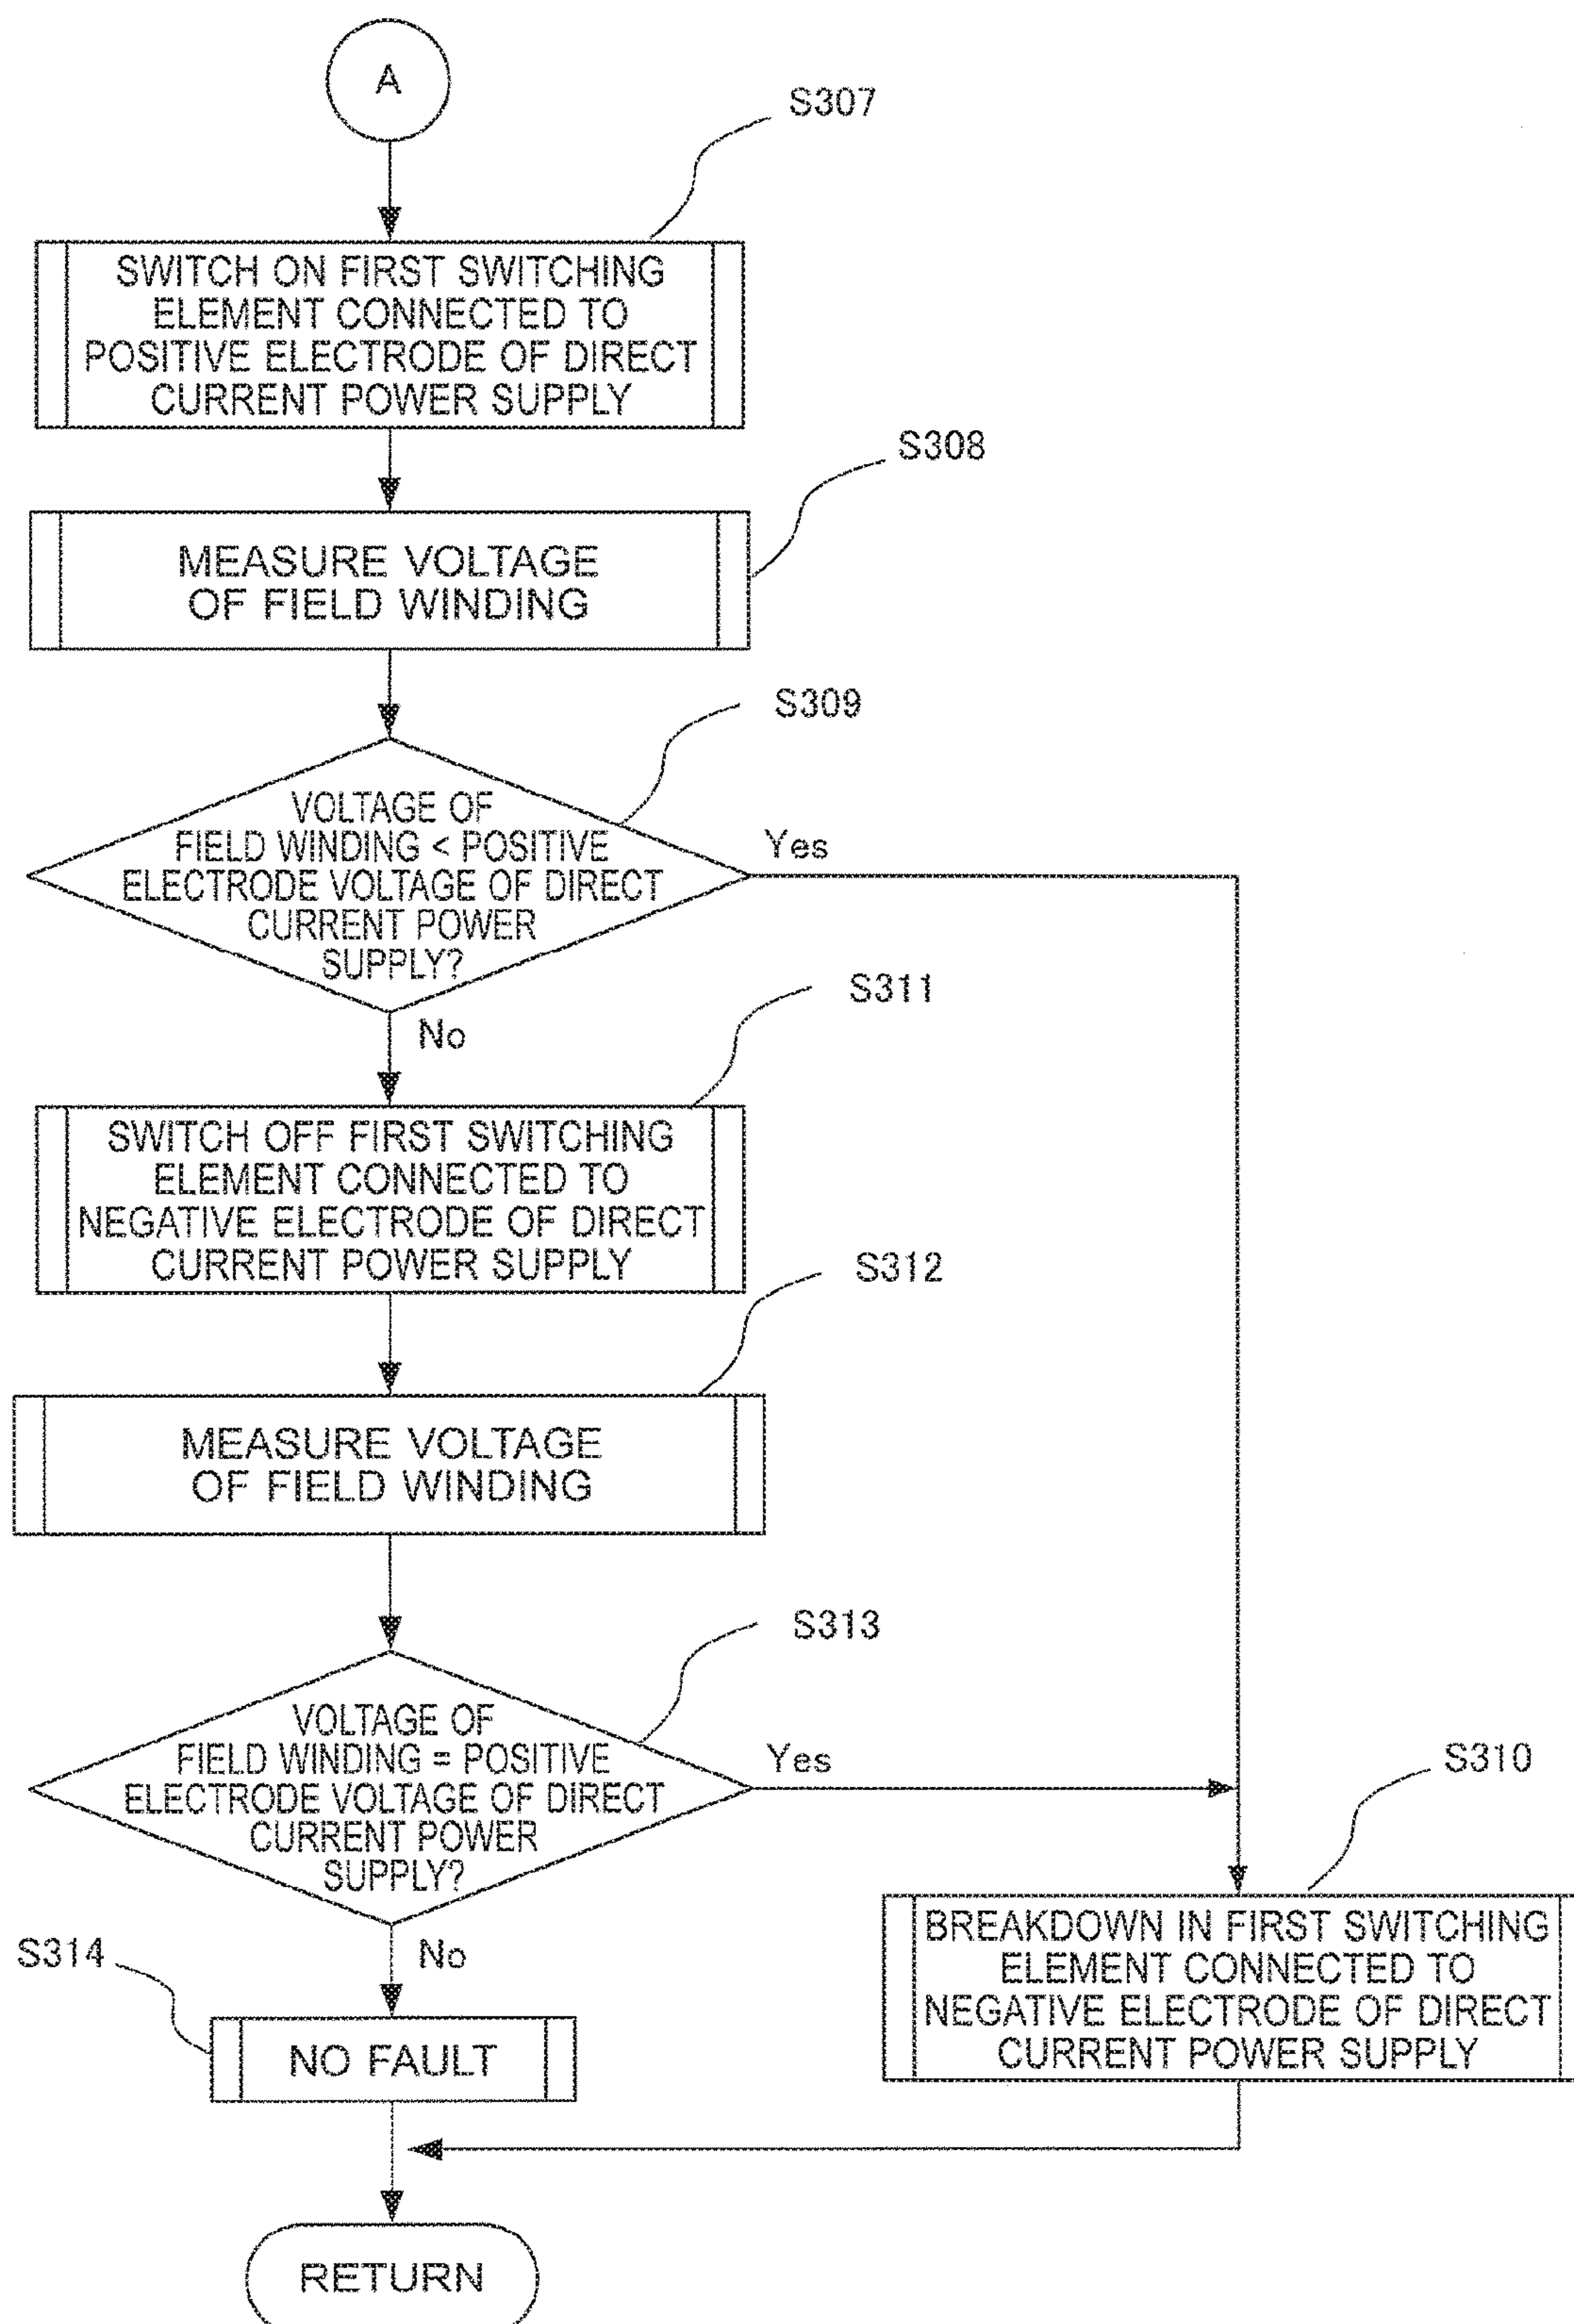 A
S307
SWITCH ON FIRST SWITCHING
ELEMENT CONNECTED TO
POSITIVE ELECTRODE OF DIRECT
CURRENT POWER SUPPLY
S308
MEASURE VOLTAGE
OF FIELD WINDING
S309
VOLTAGE OF
FIELD WINDING < POSITIVE
ELECTRODE VOLTAGE OF DIRECT
CURRENT POWER
SUPPLY?
Yes
No
S311
SWITCH OFF FIRST SWITCHING
ELEMENT CONNECTED TO
NEGATIVE ELECTRODE OF DIRECT
CURRENT POWER SUPPLY
S312
MEASURE VOLTAGE
OF FIELD WINDING
S313
VOLTAGE OF
FIELD WINDING = POSITIVE
ELECTRODE VOLTAGE OF DIRECT
CURRENT POWER
SUPPLY?
Yes
No
S310
BREAKDOWN IN FIRST SWITCHING
ELEMENT CONNECTED TO
NEGATIVE ELECTRODE OF DIRECT
CURRENT POWER SUPPLY
S314
NO FAULT
RETURN